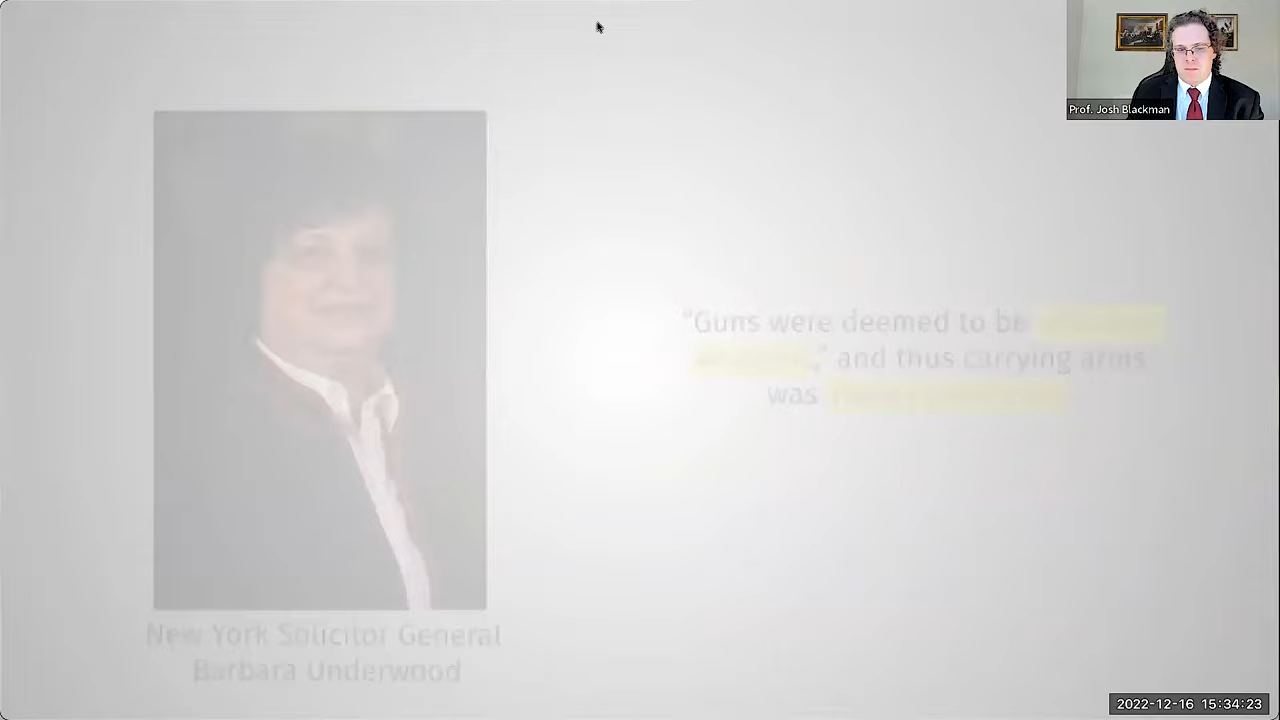 Prof. Josh Blackman
"Guns were deemed to be
," and thus carrying arms
was
New York Solicitor General
Barbara Underwood
2022-12-16 15:34:23